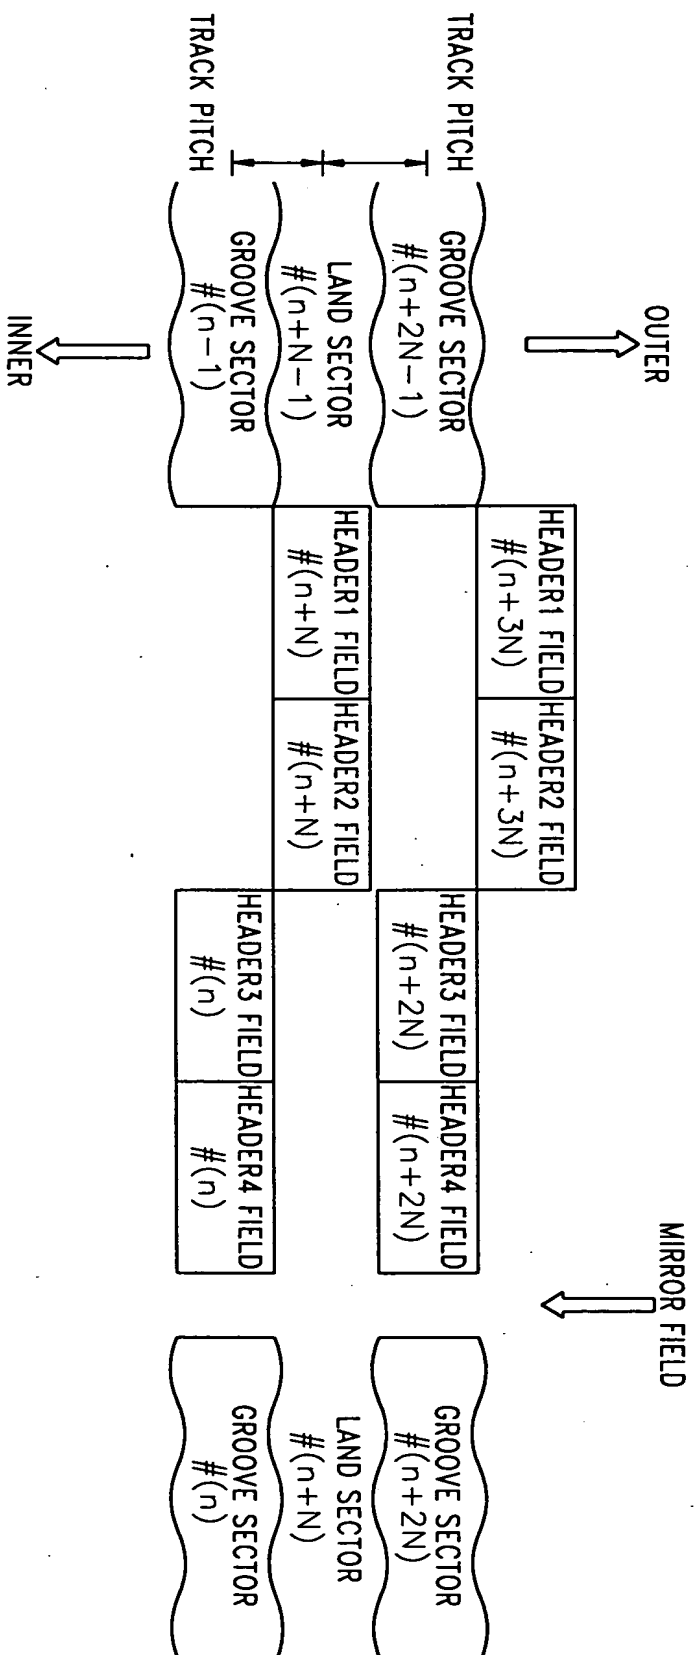 OUTER
TRACK PITCH
TRACK PITCH
GROOVE SECTOR
#(n+2N-1)
LAND SECTOR
#(n+N-1)
GROOVE SECTOR
#(n-1)
INNER
HEADER1 FIELD
#(n+3N)
HEADER2 FIELD
#(n+3N)
HEADER1 FIELD
#(n+N)
HEADER2 FIELD
#(n+N)
HEADER3 FIELD
#(n+2N)
HEADER4 FIELD
#(n+2N)
HEADER3 FIELD
#(n)
HEADER4 FIELD
#(n)
MIRROR FIELD
GROOVE SECTOR
#(n+2N)
LAND SECTOR
#(n+N)
GROOVE SECTOR
#(n)